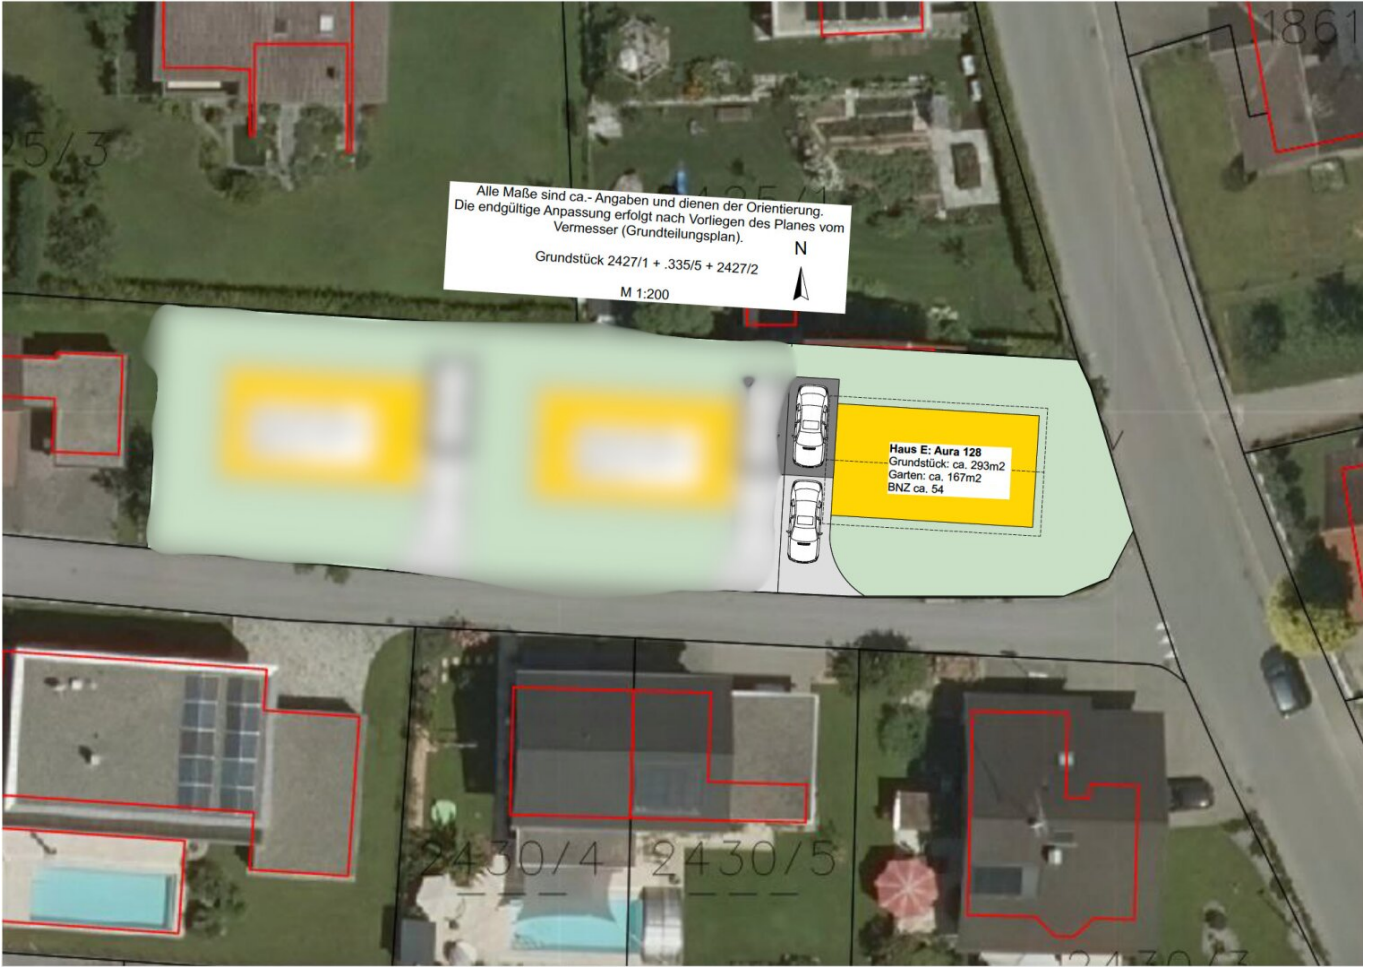 1861
25/3
Alle Maße sind ca.- Angaben und dienen der Orientierung.
Die endgültige Anpassung erfolgt nach Vorliegen des Planes vom
Vermesser (Grundteilungsplan).
N
Grundstück 2427/1 + .335/5 + 2427/2
M 1:200
Haus E: Aura 128
Grundstück: ca. 293m2
Garten: ca. 167m2
BNZ ca. 54
2430/4
2430/5
2430/3